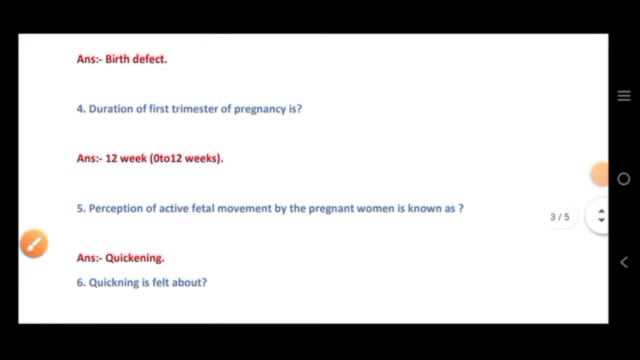 Ans:- Birth defect.
4. Duration of first trimester of pregnancy is?
Ans:- 12 week (0to12 weeks).
5. Perception of active fetal movement by the pregnant women is known as ?
3 / 5
Ans:- Quickening.
6. Quickning is felt about?